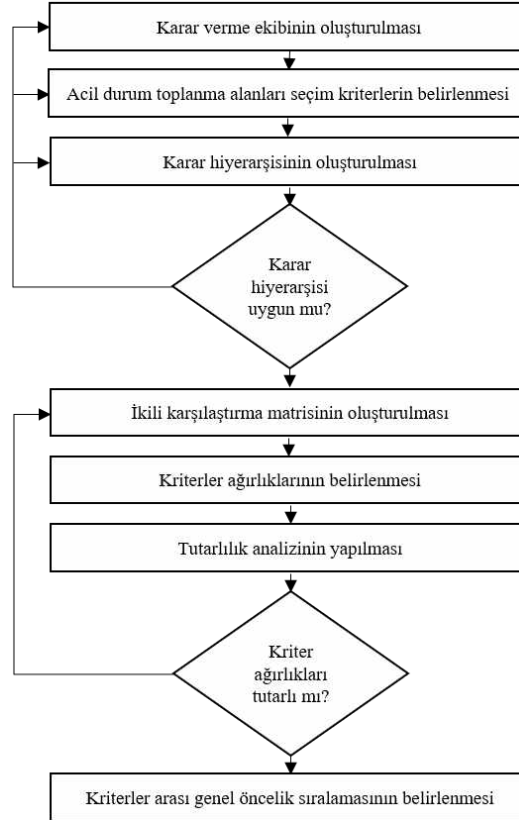 Karar verme ekibinin oluşturulması
Acil durum toplanma alanları seçim kriterlerin belirlenmesi
Karar hiyerarşisinin oluşturulması
Karar
hiyerarşisi
uygun mu?
İkili karşılaştırma matrisinin oluşturulması
Kriterler ağırlıklarının belirlenmesi
Tutarlılık analizinin yapılması
Kriter
ağırlıkları
tutarlı mı?
Kriterler arası genel öncelik sıralamasının belirlenmesi